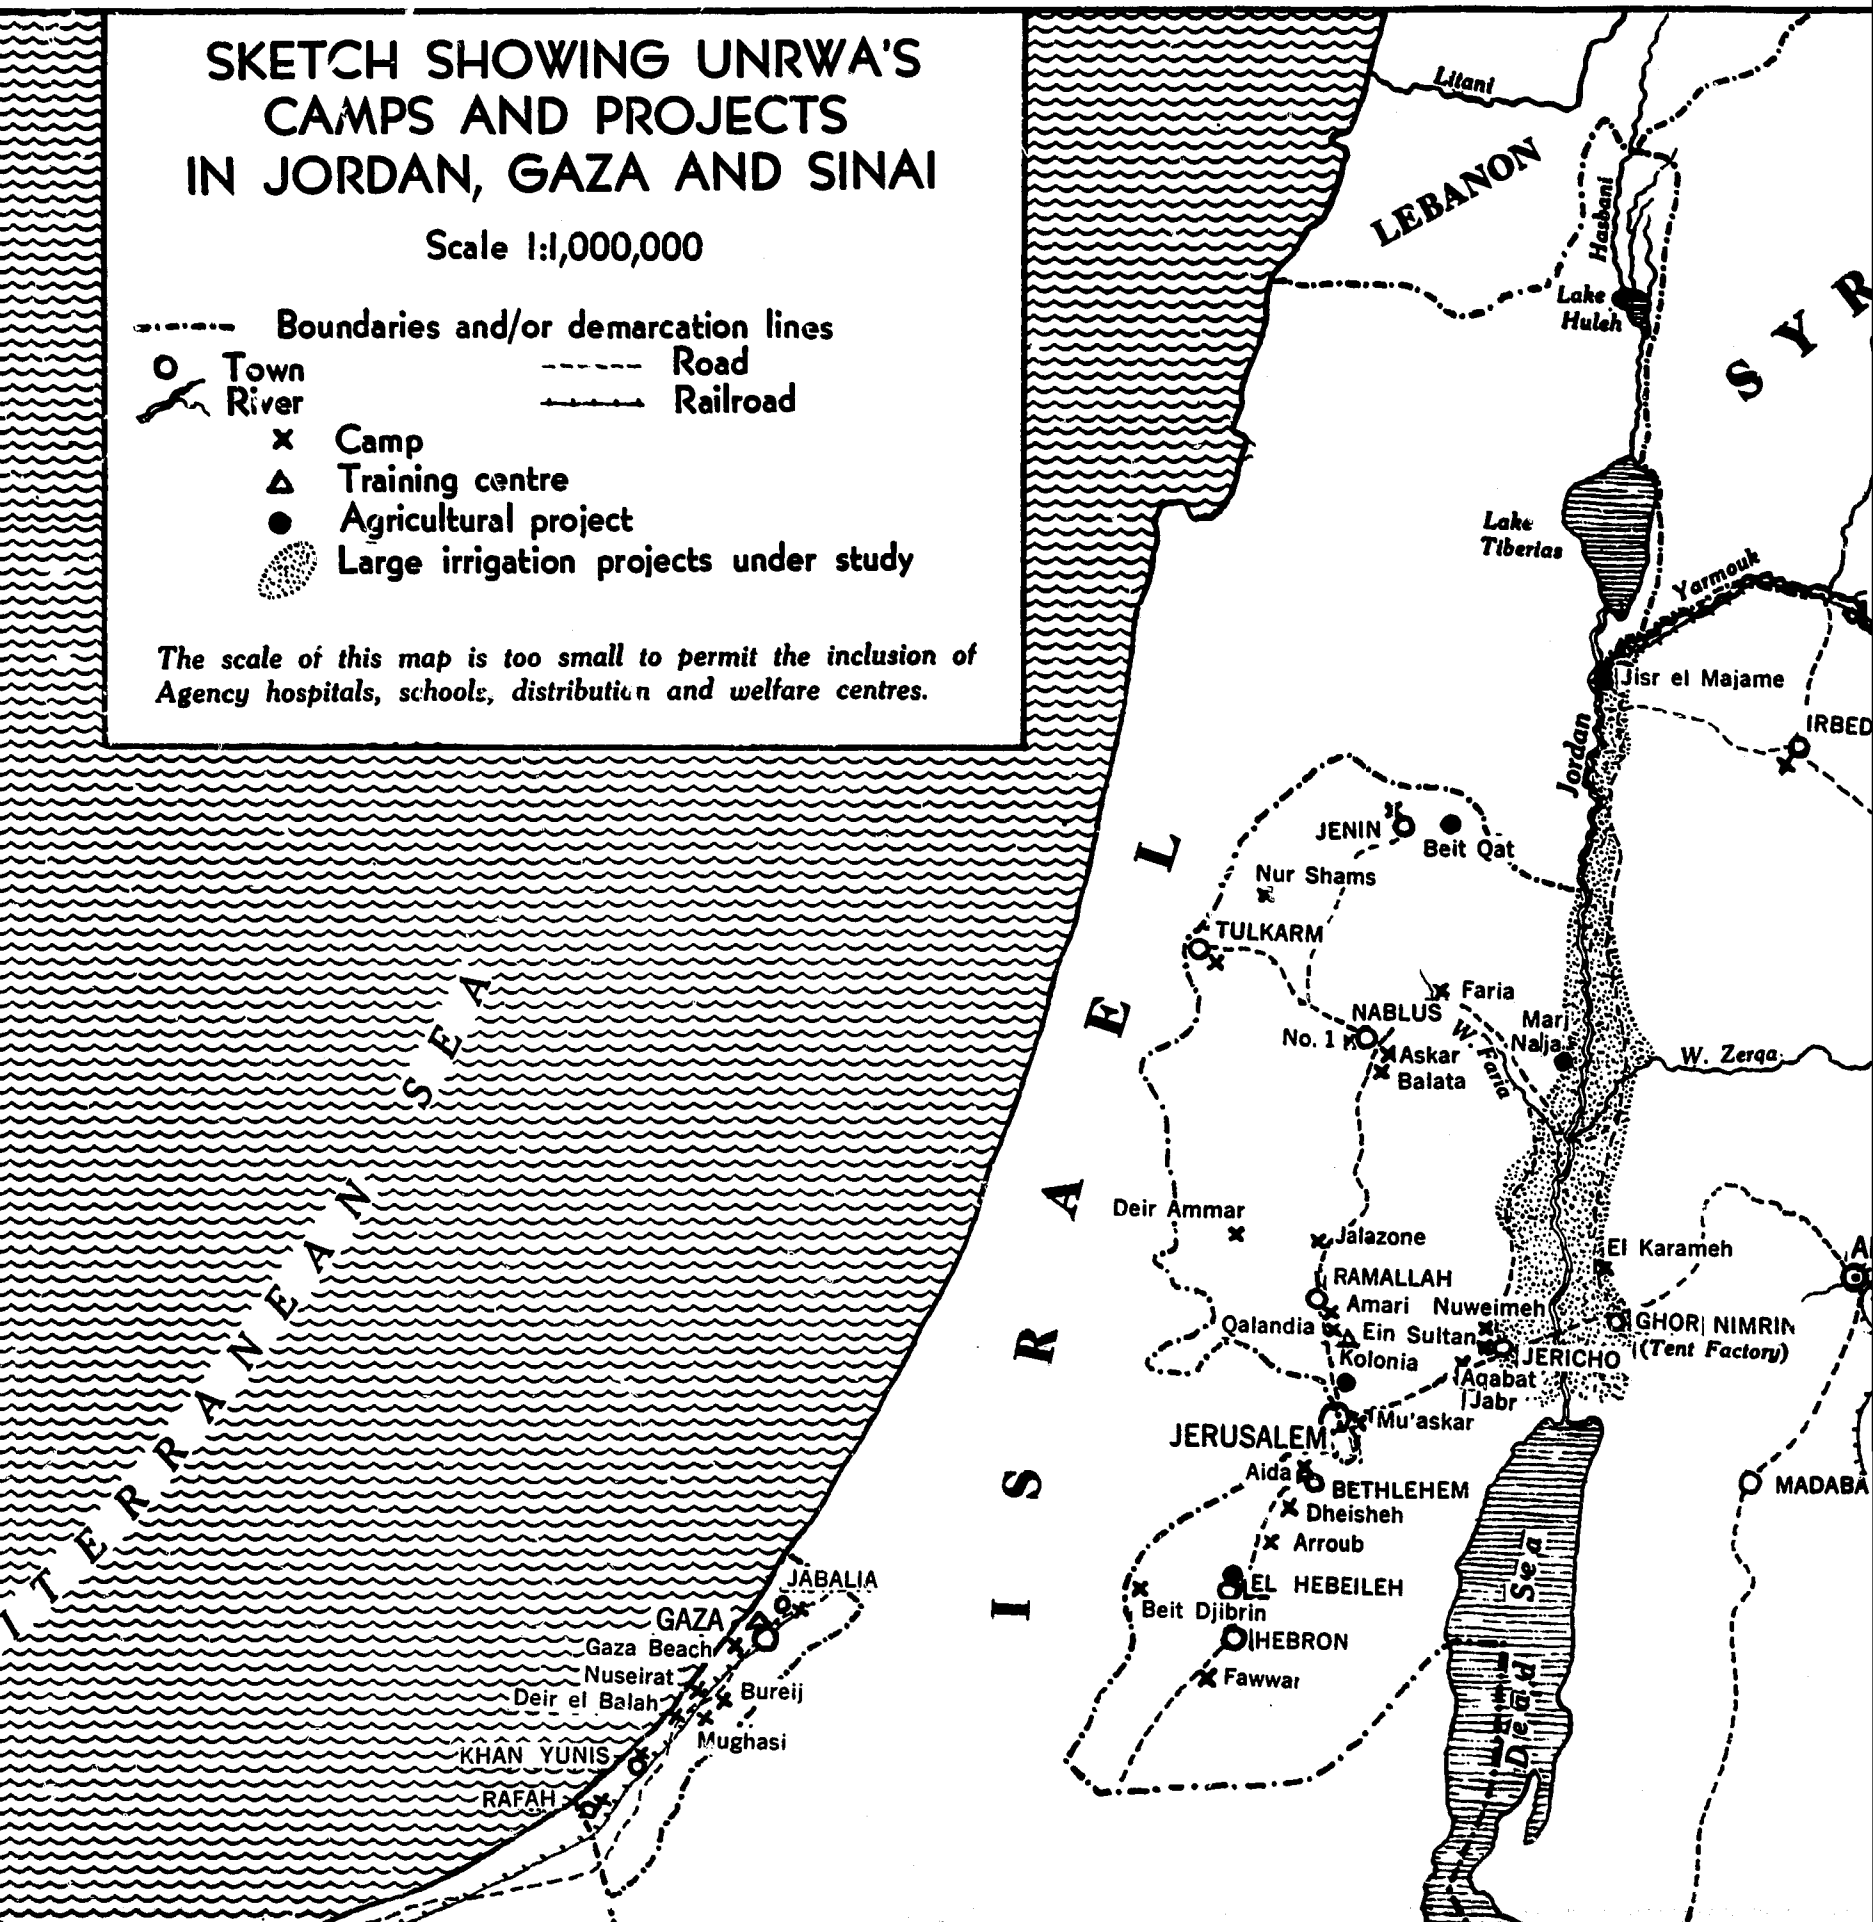 SKETCH SHOWING UNRWA'S
CAMPS AND PROJECTS
IN JORDAN, GAZA AND SINAI
Scale 1:1,000,000
Boundaries and/or demarcation lines
Town
Road
River
Railroad
Camp
Training centre
Agricultural project
Large irrigation projects under study
The scale of this map is too small to permit the inclusion of
Agency hospitals, schools, distribution and welfare centres.
Litani
LEBANON
Hasbani
Lake
Huleh
SYR
Lake
Tiberias
Yarmouk
Jisr el Majame
IRBED
Jordan
JENIN
Beit Qat
Nur Shams
TULKARM
Faria
NABLUS
No. 1
W. Faria
Marj
Nalja
Askar
Balata
W. Zerqa
Deir Ammar
Jalazone
El Karameh
RAMALLAH
Amari
Nuweimeh
Qalandia
Ein Sultan
GHOR NIMRIN
(Tent Factory)
Kolonia
JERICHO
Aqabat
Jabr
Mu'askar
JERUSALEM
Aida
BETHLEHEM
Dheisheh
MADABA
Arroub
EL HEBEILEH
Beit Djibrin
HEBRON
Fawwar
Dead Sea
ISRAEL
ITERRANEAN SEA
JABALIA
GAZA
Gaza Beach
Nuseirat
Deir el Balah
Bureij
Mughasi
KHAN YUNIS
RAFAH